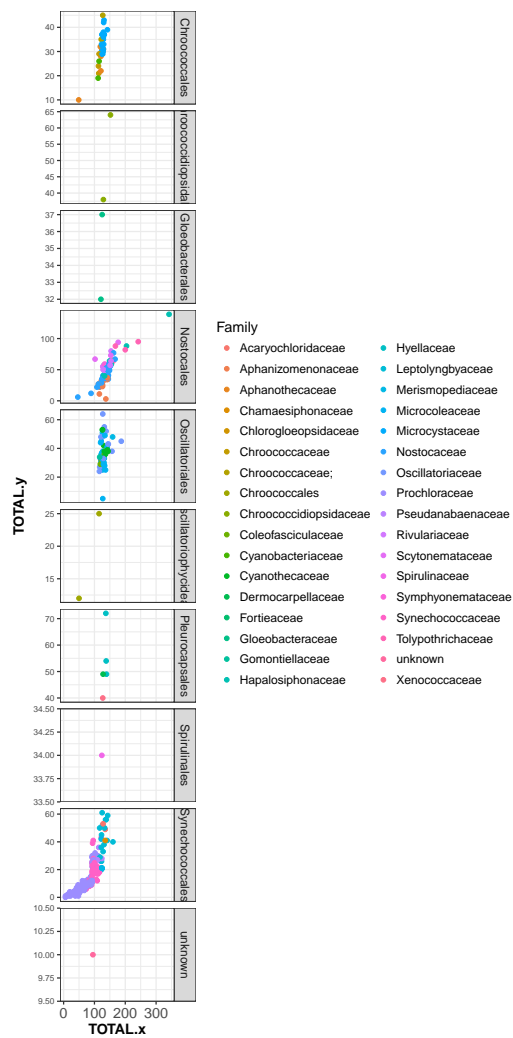 TOTAL.y
40
30
20
10
Chroococcales
65
60
55
50
45
40
roococcidiopsida
37
36
35
34
33
32
Gloeobacterales
100
50
0
Nostocales
60
40
20
Oscillatoriales
25
20
15
scillatoriophycide
70
60
50
40
Pleurocapsales
34.50
34.25
34.00
33.75
33.50
Spirulinales
60
40
20
0
Synechococcales
10.50
10.25
10.00
9.75
9.50
unknown
0 100 200 300
TOTAL.x
Family
Acaryochloridaceae
Aphanizomenonaceae
Aphanothecaceae
Chamaesiphonaceae
Chlorogloeopsidaceae
Chroococcaceae
Chroococcaceae;
Chroococcales
Chroococcidiopsidaceae
Coleofasciculaceae
Cyanobacteriaceae
Cyanothecaceae
Dermocarpellaceae
Fortieaceae
Gloeobacteraceae
Gomontiellaceae
Hapalosiphonaceae
Hyellaceae
Leptolyngbyaceae
Merismopediaceae
Microcoleaceae
Microcystaceae
Nostocaceae
Oscillatoriaceae
Prochloraceae
Pseudanabaenaceae
Rivulariaceae
Scytonemataceae
Spirulinaceae
Symphyonemataceae
Synechococcaceae
Tolypothrichaceae
unknown
Xenococcaceae